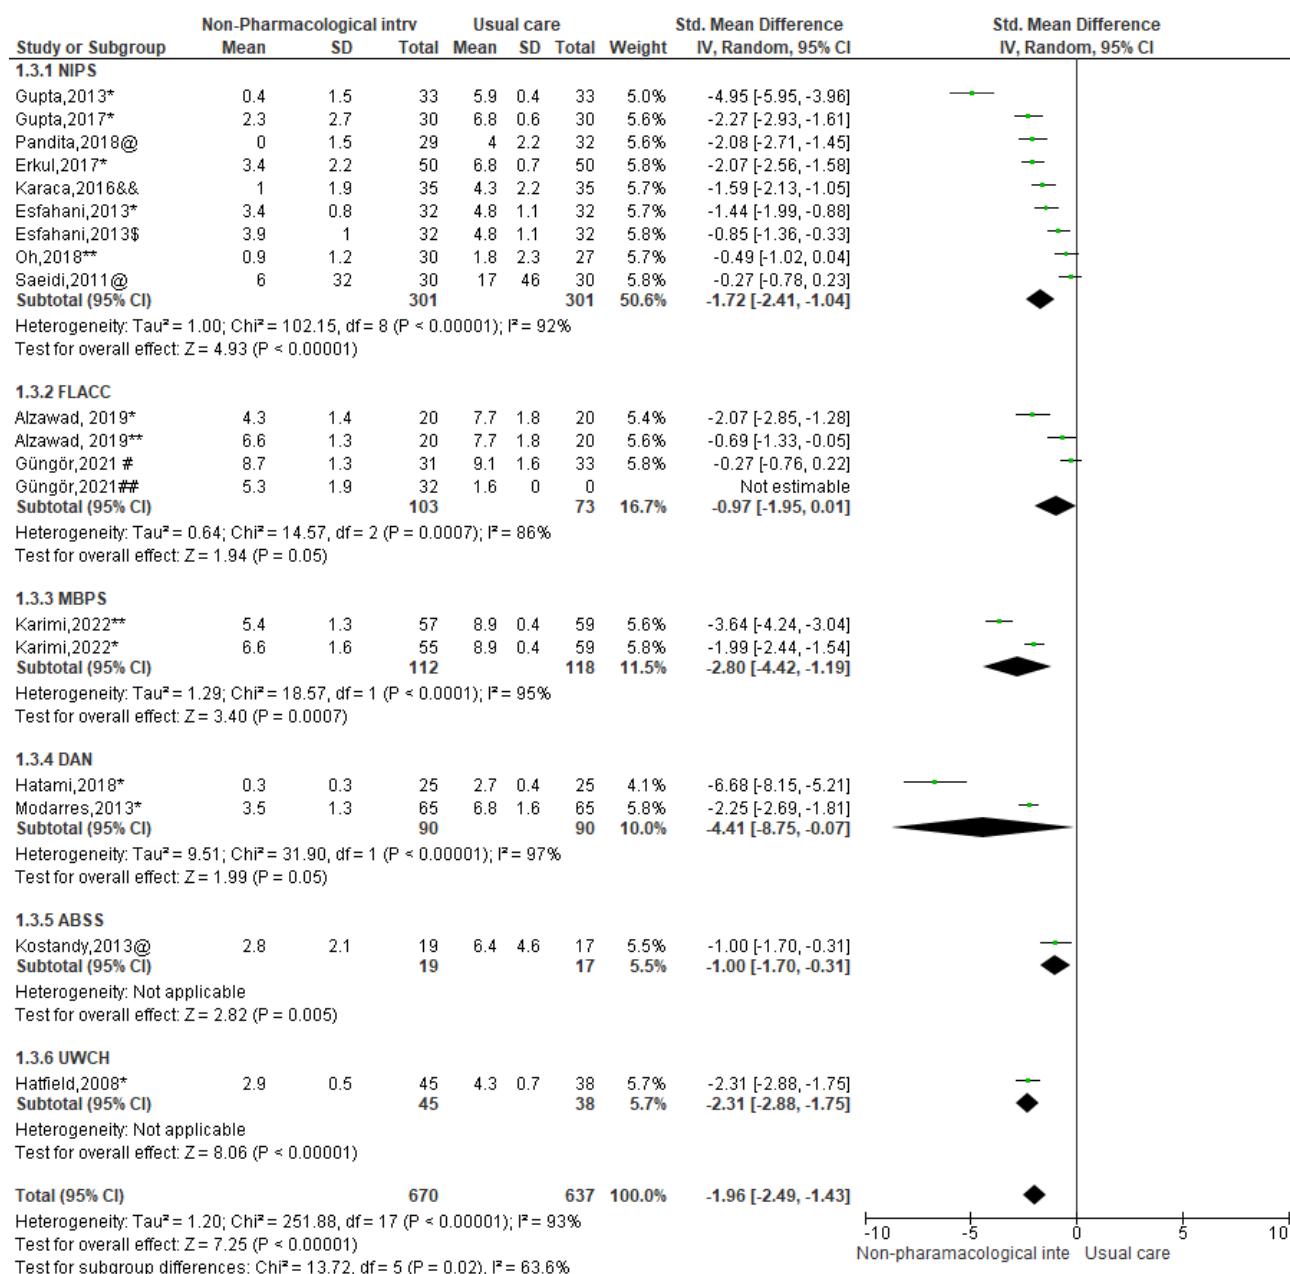 Non-Pharmacological intrv Usual care Std. Mean Difference Std. Mean Difference
Study or Subgroup Mean SD Total Mean SD Total Weight IV, Random, 95% CI IV, Random, 95% CI
1.3.1 NIPS
Gupta,2013* 0.4 1.5 33 5.9 0.4 33 5.0% -4.95 [-5.95, -3.96]
Gupta,2017* 2.3 2.7 30 6.8 0.6 30 5.6% -2.27 [-2.93, -1.61]
Pandita,2018@ 0 1.5 29 4 2.2 32 5.6% -2.08 [-2.71, -1.45]
Erkul,2017* 3.4 2.2 50 6.8 0.7 50 5.8% -2.07 [-2.56, -1.58]
Karaca,2016&& 1 1.9 35 4.3 2.2 35 5.7% -1.59 [-2.13, -1.05]
Esfahani,2013* 3.4 0.8 32 4.8 1.1 32 5.7% -1.44 [-1.99, -0.88]
Esfahani,2013$ 3.9 1 32 4.8 1.1 32 5.8% -0.85 [-1.36, -0.33]
Oh,2018** 0.9 1.2 30 1.8 2.3 27 5.7% -0.49 [-1.02, 0.04]
Saeidi,2011@ 6 32 30 17 46 30 5.8% -0.27 [-0.78, 0.23]
Subtotal (95% CI) 301 301 50.6% -1.72 [-2.41, -1.04]
Heterogeneity: Tau² = 1.00; Chi² = 102.15, df = 8 (P < 0.00001); I² = 92%
Test for overall effect: Z = 4.93 (P < 0.00001)
1.3.2 FLACC
Alzawad, 2019* 4.3 1.4 20 7.7 1.8 20 5.4% -2.07 [-2.85, -1.28]
Alzawad, 2019** 6.6 1.3 20 7.7 1.8 20 5.6% -0.69 [-1.33, -0.05]
Güngör,2021 # 8.7 1.3 31 9.1 1.6 33 5.8% -0.27 [-0.76, 0.22]
Güngör,2021## 5.3 1.9 32 1.6 0 0 Not estimable
Subtotal (95% CI) 103 73 16.7% -0.97 [-1.95, 0.01]
Heterogeneity: Tau² = 0.64; Chi² = 14.57, df = 2 (P = 0.0007); I² = 86%
Test for overall effect: Z = 1.94 (P = 0.05)
1.3.3 MBPS
Karimi,2022** 5.4 1.3 57 8.9 0.4 59 5.6% -3.64 [-4.24, -3.04]
Karimi,2022* 6.6 1.6 55 8.9 0.4 59 5.8% -1.99 [-2.44, -1.54]
Subtotal (95% CI) 112 118 11.5% -2.80 [-4.42, -1.19]
Heterogeneity: Tau² = 1.29; Chi² = 18.57, df = 1 (P < 0.0001); I² = 95%
Test for overall effect: Z = 3.40 (P = 0.0007)
1.3.4 DAN
Hatami,2018* 0.3 0.3 25 2.7 0.4 25 4.1% -6.68 [-8.15, -5.21]
Modarres,2013* 3.5 1.3 65 6.8 1.6 65 5.8% -2.25 [-2.69, -1.81]
Subtotal (95% CI) 90 90 10.0% -4.41 [-8.75, -0.07]
Heterogeneity: Tau² = 9.51; Chi² = 31.90, df = 1 (P < 0.00001); I² = 97%
Test for overall effect: Z = 1.99 (P = 0.05)
1.3.5 ABSS
Kostandy,2013@ 2.8 2.1 19 6.4 4.6 17 5.5% -1.00 [-1.70, -0.31]
Subtotal (95% CI) 19 17 5.5% -1.00 [-1.70, -0.31]
Heterogeneity: Not applicable
Test for overall effect: Z = 2.82 (P = 0.005)
1.3.6 UWCH
Hatfield,2008* 2.9 0.5 45 4.3 0.7 38 5.7% -2.31 [-2.88, -1.75]
Subtotal (95% CI) 45 38 5.7% -2.31 [-2.88, -1.75]
Heterogeneity: Not applicable
Test for overall effect: Z = 8.06 (P < 0.00001)
Total (95% CI) 670 637 100.0% -1.96 [-2.49, -1.43]
Heterogeneity: Tau² = 1.20; Chi² = 251.88, df = 17 (P < 0.00001); I² = 93%
Test for overall effect: Z = 7.25 (P < 0.00001)
Test for subgroup differences: Chi² = 13.72, df = 5 (P = 0.02), I² = 63.6%
-10 -5 0 5 10
Non-pharamacological inte Usual care